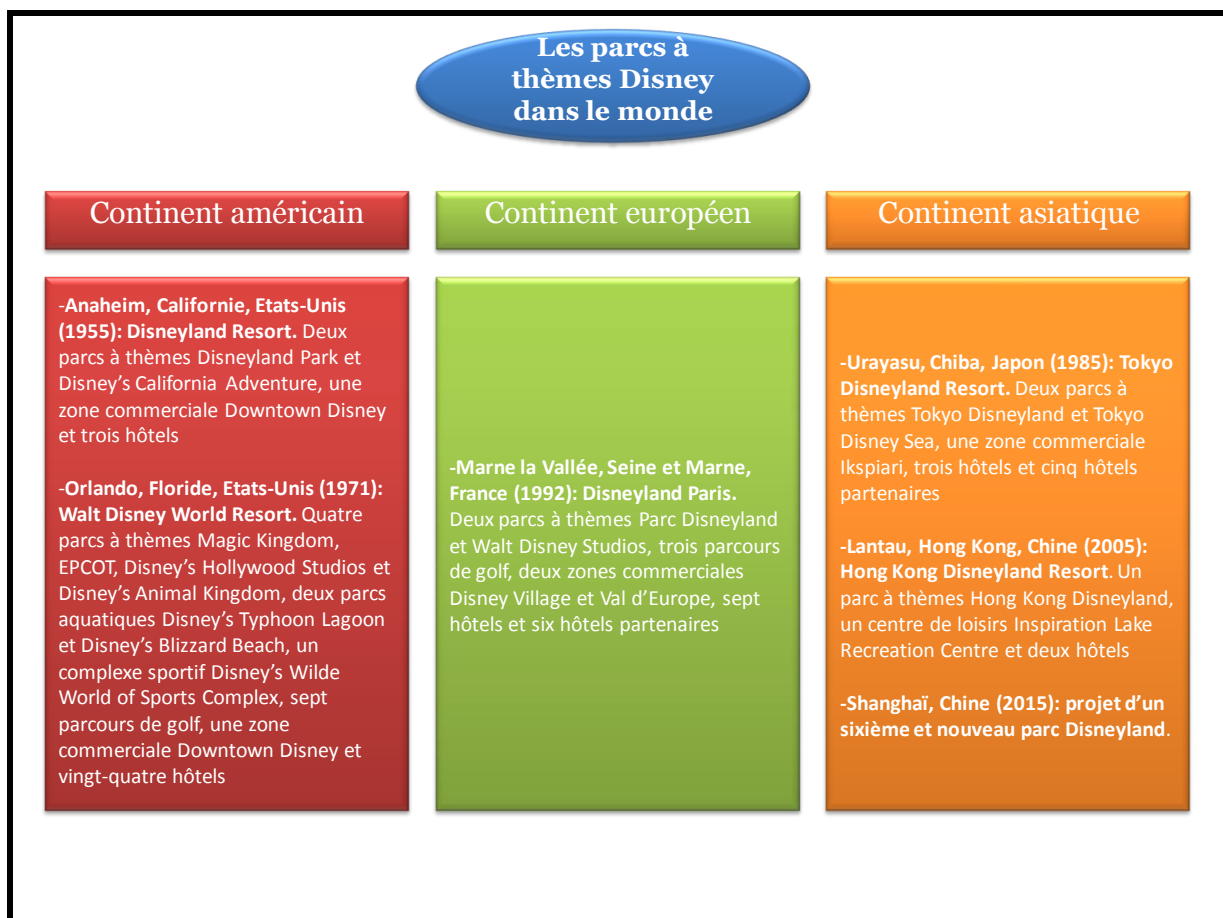 Les parcs à
thèmes Disney
dans le monde
Continent américain
-Anaheim, Californie, Etats-Unis
(1955): Disneyland Resort. Deux
parcs à thèmes Disneyland Park et
Disney's California Adventure, une
zone commerciale Downtown Disney
et trois hôtels
-Orlando, Floride, Etats-Unis (1971):
Walt Disney World Resort. Quatre
parcs à thèmes Magic Kingdom,
EPCOT, Disney's Hollywood Studios et
Disney's Animal Kingdom, deux parcs
aquatiques Disney's Typhoon Lagoon
et Disney's Blizzard Beach, un
complexe sportif Disney's Wilde
World of Sports Complex, sept
parcours de golf, une zone
commerciale Downtown Disney et
vingt-quatre hôtels
Continent européen
-Marne la Vallée, Seine et Marne,
France (1992): Disneyland Paris.
Deux parcs à thèmes Parc Disneyland
et Walt Disney Studios, trois parcours
de golf, deux zones commerciales
Disney Village et Val d'Europe, sept
hôtels et six hôtels partenaires
Continent asiatique
-Urayasu, Chiba, Japon (1985): Tokyo
Disneyland Resort. Deux parcs à
thèmes Tokyo Disneyland et Tokyo
Disney Sea, une zone commerciale
Ikspiari, trois hôtels et cinq hôtels
partenaires
-Lantau, Hong Kong, Chine (2005):
Hong Kong Disneyland Resort. Un
parc à thèmes Hong Kong Disneyland,
un centre de loisirs Inspiration Lake
Recreation Centre et deux hôtels
-Shanghaï, Chine (2015): projet d'un
sixième et nouveau parc Disneyland.